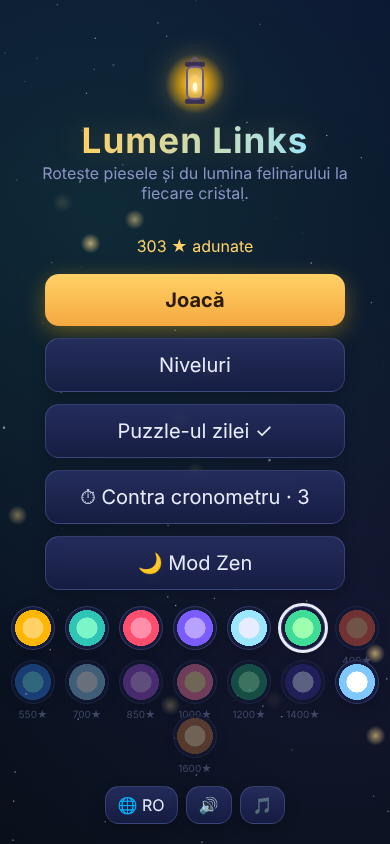 Lumen Links
Rotește piesele și du lumina felinarului la
fiecare cristal.
303 ★ adunate
Joacă
Niveluri
Puzzle-ul zilei ✓
⏱ Contra cronometru · 3
🌙 Mod Zen
400★
550★ 700★ 850★ 1000★ 1200★ 1400★
1600★
🌐 RO 🔊 🎵